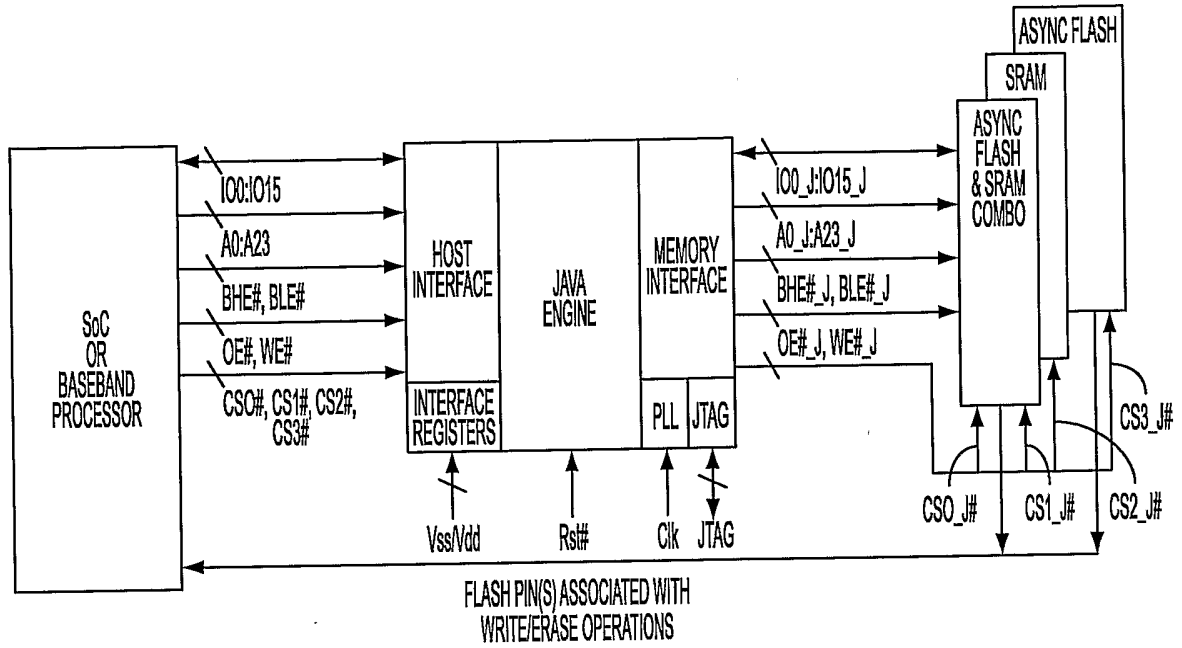 SoC
OR
BASEBAND
PROCESSOR
IO0:IO15
A0:A23
BHE#, BLE#
OE#, WE#
CSO#, CS1#, CS2#,
CS3#
HOST
INTERFACE
INTERFACE
REGISTERS
JAVA
ENGINE
MEMORY
INTERFACE
PLL
JTAG
Vss/Vdd
Rst#
Clk
JTAG
IO0_J:IO15_J
A0_J:A23_J
BHE#_J, BLE#_J
OE#_J, WE#_J
ASYNC
FLASH
& SRAM
COMBO
SRAM
ASYNC FLASH
CSO_J#
CS1_J#
CS2_J#
CS3_J#
FLASH PIN(S) ASSOCIATED WITH
WRITE/ERASE OPERATIONS